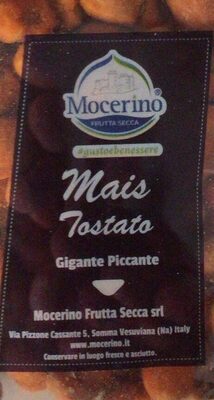 Mocerino®
FRUTTA SECCA
#gustoebenessere
Mais
Tostato
Gigante Piccante
Mocerino Frutta Secca srl
Via Pizzone Cassante 5, Somma Vesuviana (Na) Italy
www.mocerino.it
Conservare in luogo fresco e asciutto.